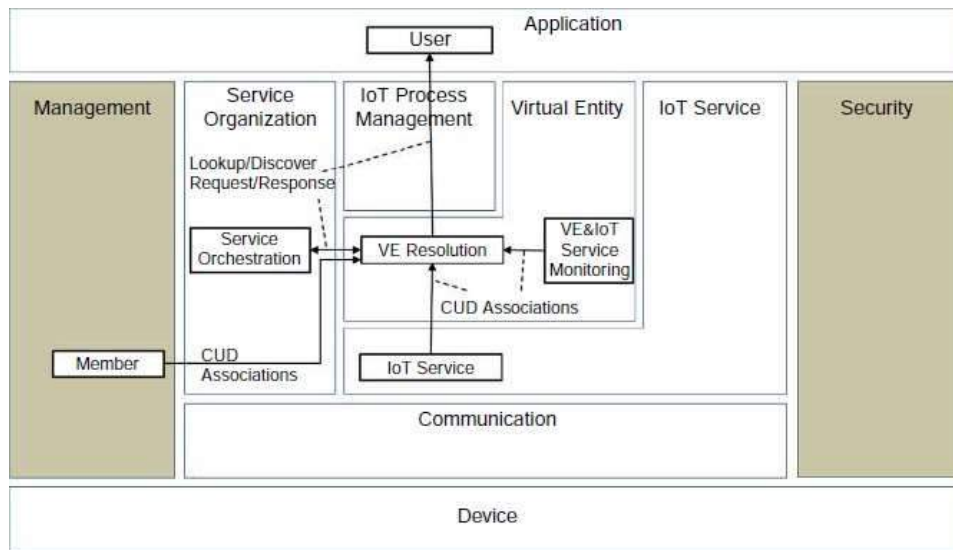 Application
User
Management
Service
Organization
IoT Process
Management
Virtual Entity
IoT Service
Security
Lookup/Discover
Request/Response
Service
Orchestration
VE Resolution
VE&IoT
Service
Monitoring
CUD Associations
Member
CUD
Associations
IoT Service
Communication
Device